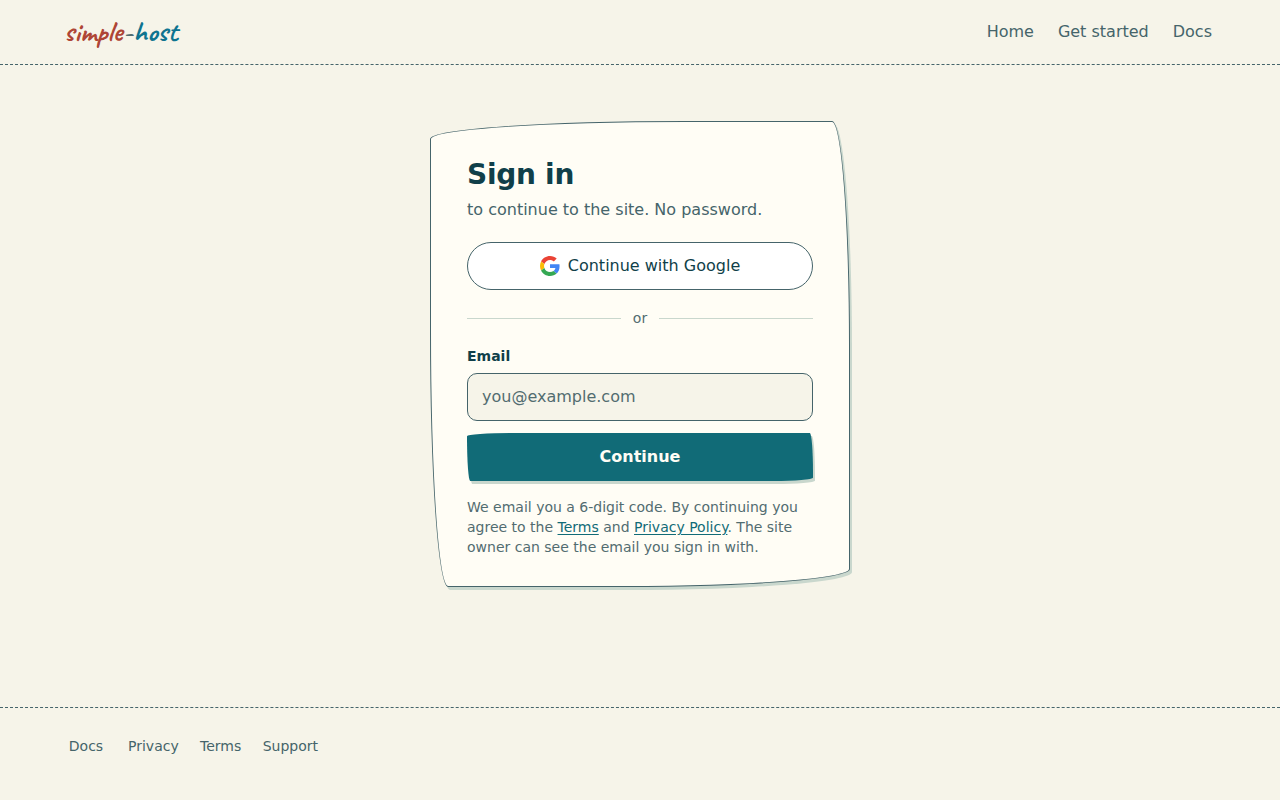 simple-host
Home Get started Docs
Sign in
to continue to the site. No password.
Continue with Google
or
Email
you@example.com
Continue
We email you a 6-digit code. By continuing you
agree to the Terms and Privacy Policy. The site
owner can see the email you sign in with.
Docs Privacy Terms Support